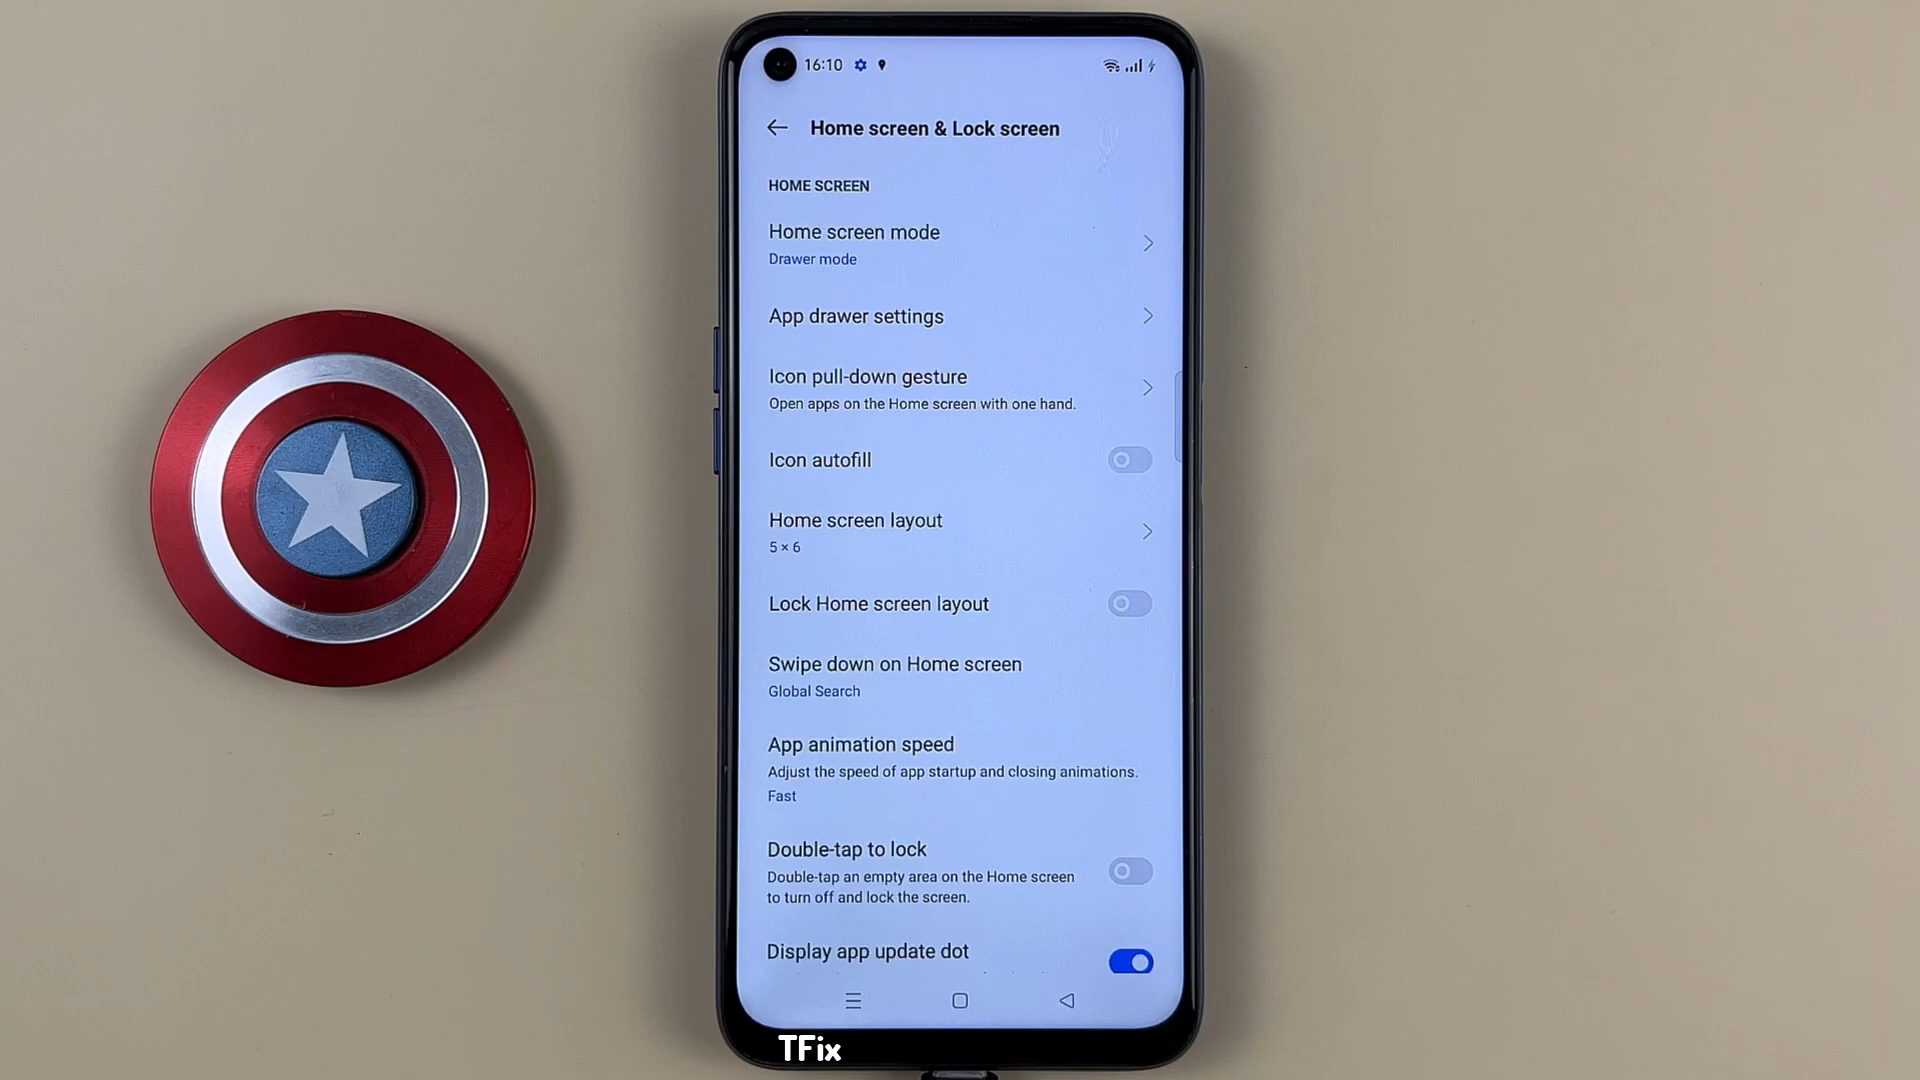 16:10
Home screen & Lock screen
HOME SCREEN
Home screen mode
Drawer mode
App drawer settings
Icon pull-down gesture
Open apps on the Home screen with one hand.
Icon autofill
Home screen layout
5 × 6
Lock Home screen layout
Swipe down on Home screen
Global Search
App animation speed
Adjust the speed of app startup and closing animations.
Fast
Double-tap to lock
Double-tap an empty area on the Home screen
to turn off and lock the screen.
Display app update dot
TFix